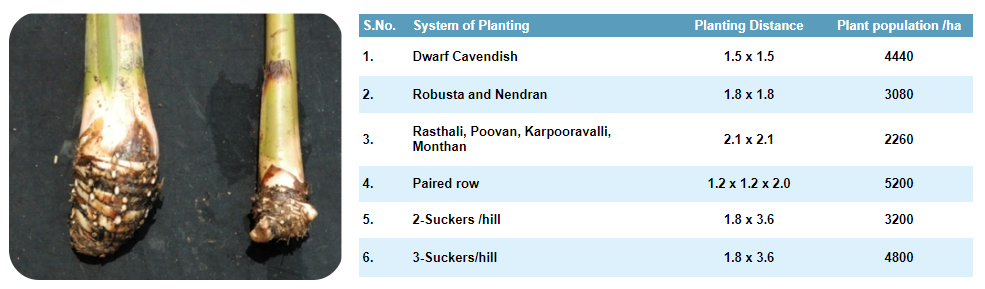 S.No. System of Planting Planting Distance Plant population /ha
1. Dwarf Cavendish 1.5 x 1.5 4440
2. Robusta and Nendran 1.8 x 1.8 3080
3. Rasthali, Poovan, Karpooravalli,
Monthan 2.1 x 2.1 2260
4. Paired row 1.2 x 1.2 x 2.0 5200
5. 2-Suckers /hill 1.8 x 3.6 3200
6. 3-Suckers/hill 1.8 x 3.6 4800